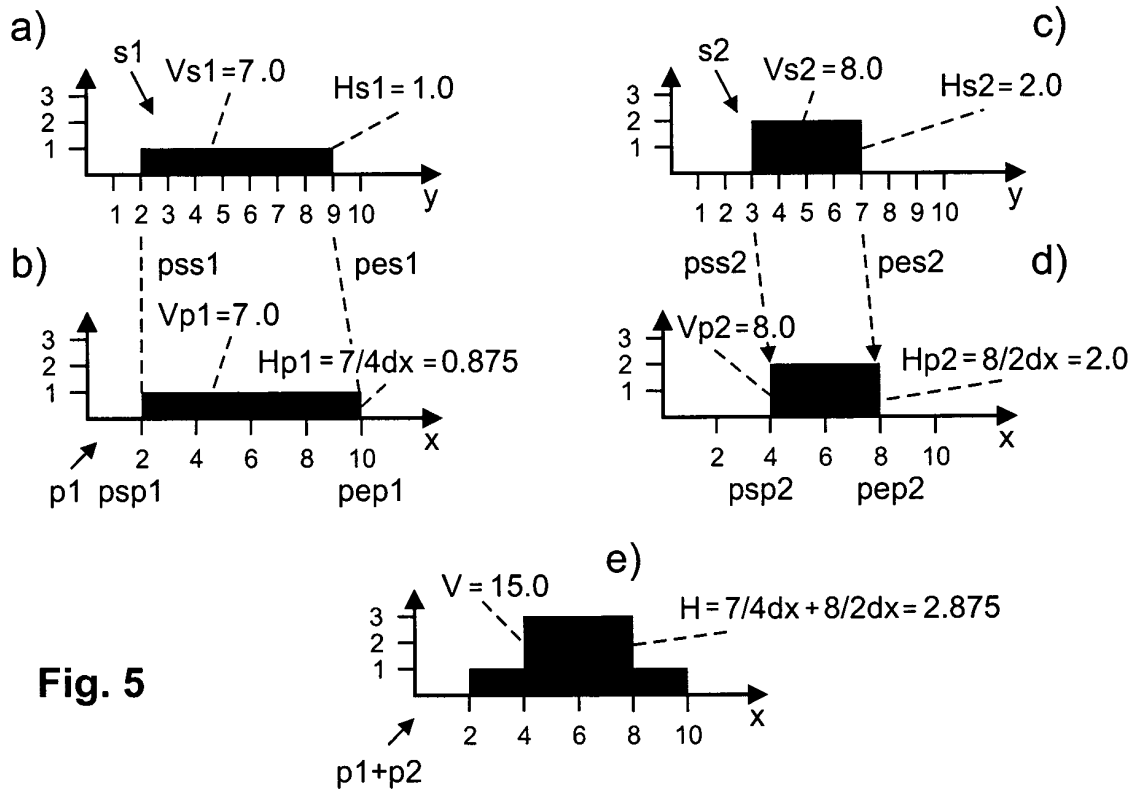 a)
s1
Vs1=7.0
Hs1=1.0
3
2
1
1 2 3 4 5 6 7 8 9 10
y
c)
s2
Vs2=8.0
Hs2=2.0
3
2
1
1 2 3 4 5 6 7 8 9 10
y
b)
pss1
pes1
Vp1=7.0
Hp1=7/4dx=0.875
3
2
1
2 4 6 8 10
x
p1 psp1
pep1
pss2
pes2
d)
Vp2=8.0
Hp2=8/2dx=2.0
3
2
1
2 4 6 8 10
x
psp2
pep2
e)
V=15.0
H=7/4dx+8/2dx=2.875
3
2
1
2 4 6 8 10
x
p1+p2
Fig. 5